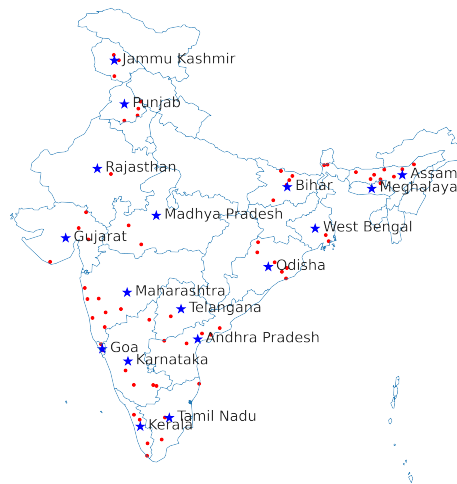 Jammu Kashmir
Punjab
Rajasthan
Assam
Bihar
Meghalaya
Madhya Pradesh
West Bengal
Gujarat
Odisha
Maharashtra
Telangana
Andhra Pradesh
Goa
Karnataka
Tamil Nadu
Kerala